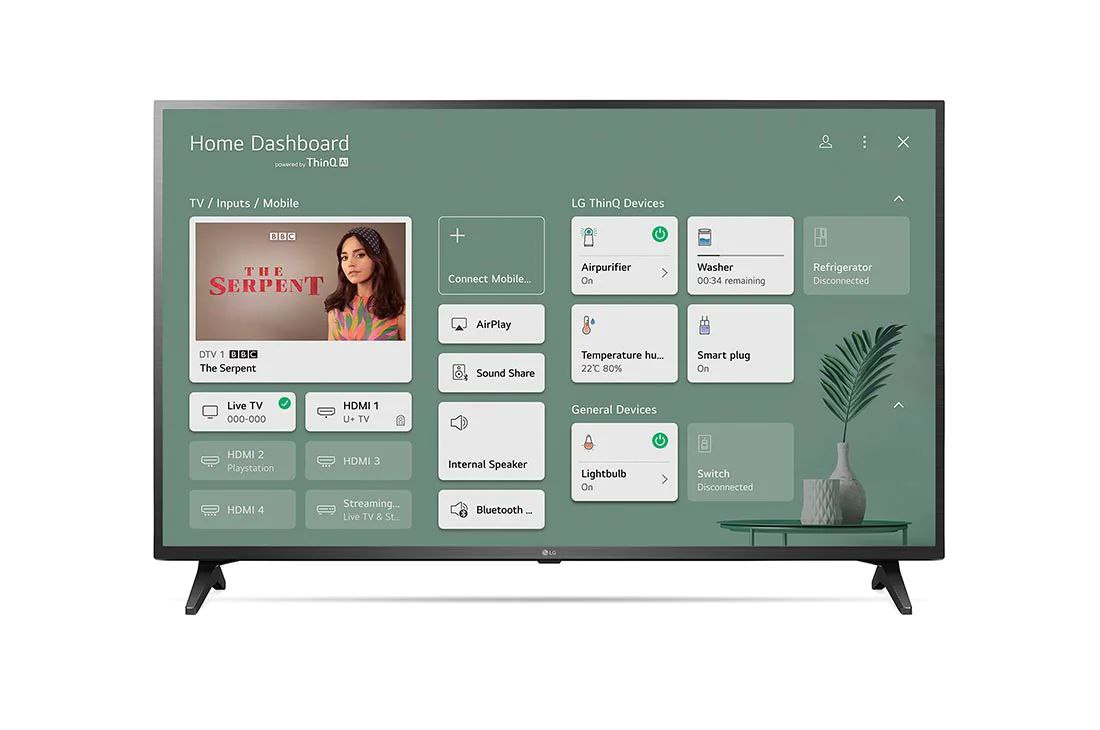 Home Dashboard
powered by ThinQ AI
TV / Inputs / Mobile
BBC
THE
SERPENT
DTV 1 BBC
The Serpent
Live TV
000-000
HDMI 1
U+ TV
HDMI 2
Playstation
HDMI 3
HDMI 4
Streaming...
Live TV & St...
Connect Mobile...
AirPlay
Sound Share
Internal Speaker
Bluetooth ...
LG ThinQ Devices
Airpurifier
On
Washer
00:34 remaining
Refrigerator
Disconnected
Temperature hu...
22℃ 80%
Smart plug
On
General Devices
Lightbulb
On
Switch
Disconnected
LG